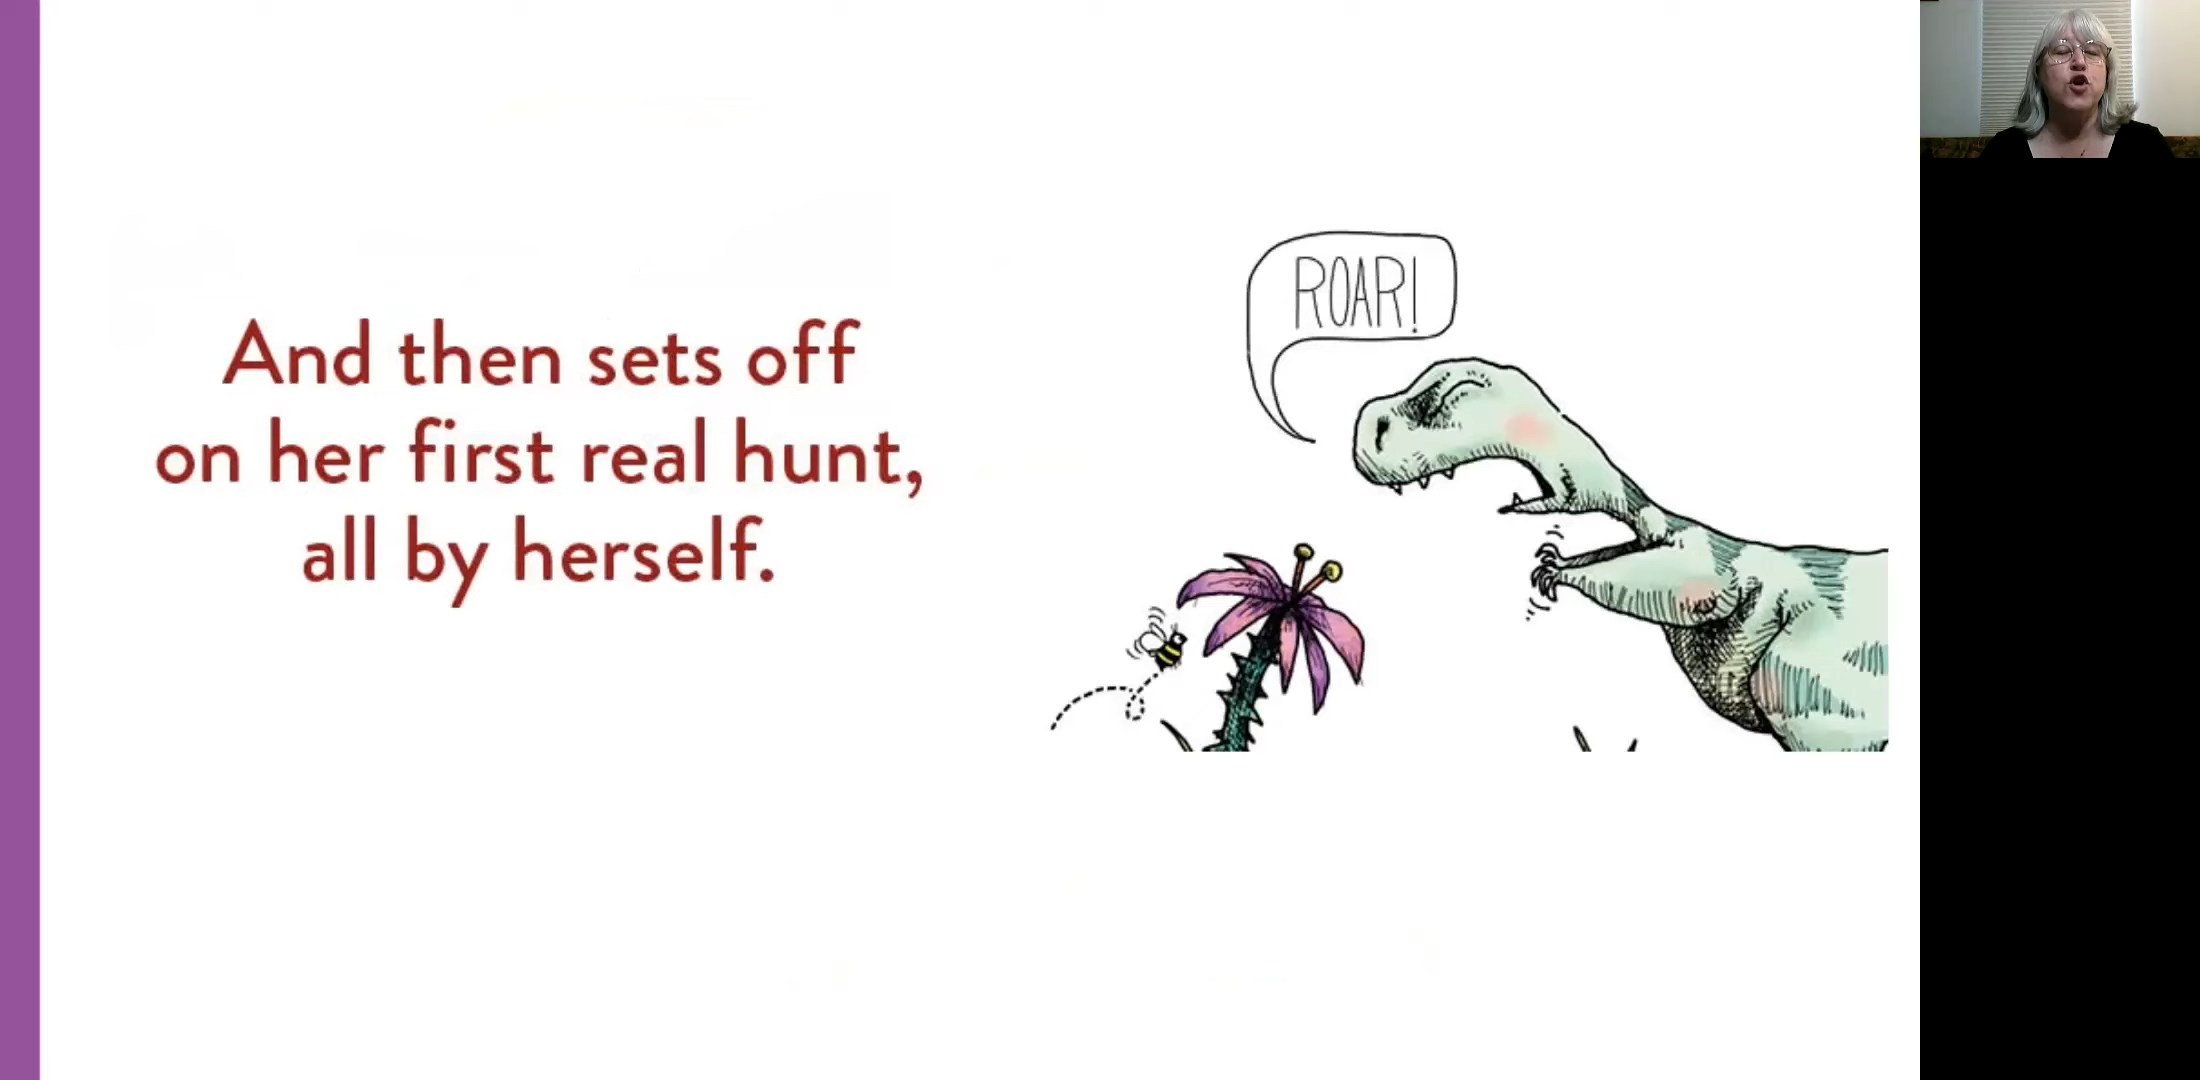 And then sets off
on her first real hunt,
all by herself.
ROAR!